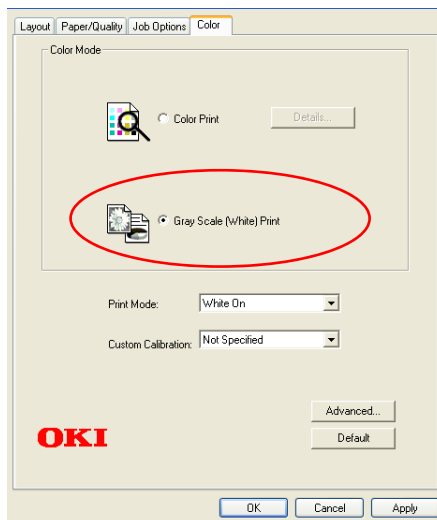 Layout Paper/Quality Job Options Color
Color Mode
Color Print Details...
Gray Scale (White) Print
Print Mode: White On
Custom Calibration: Not Specified
Advanced...
OKI Default
OK Cancel Apply